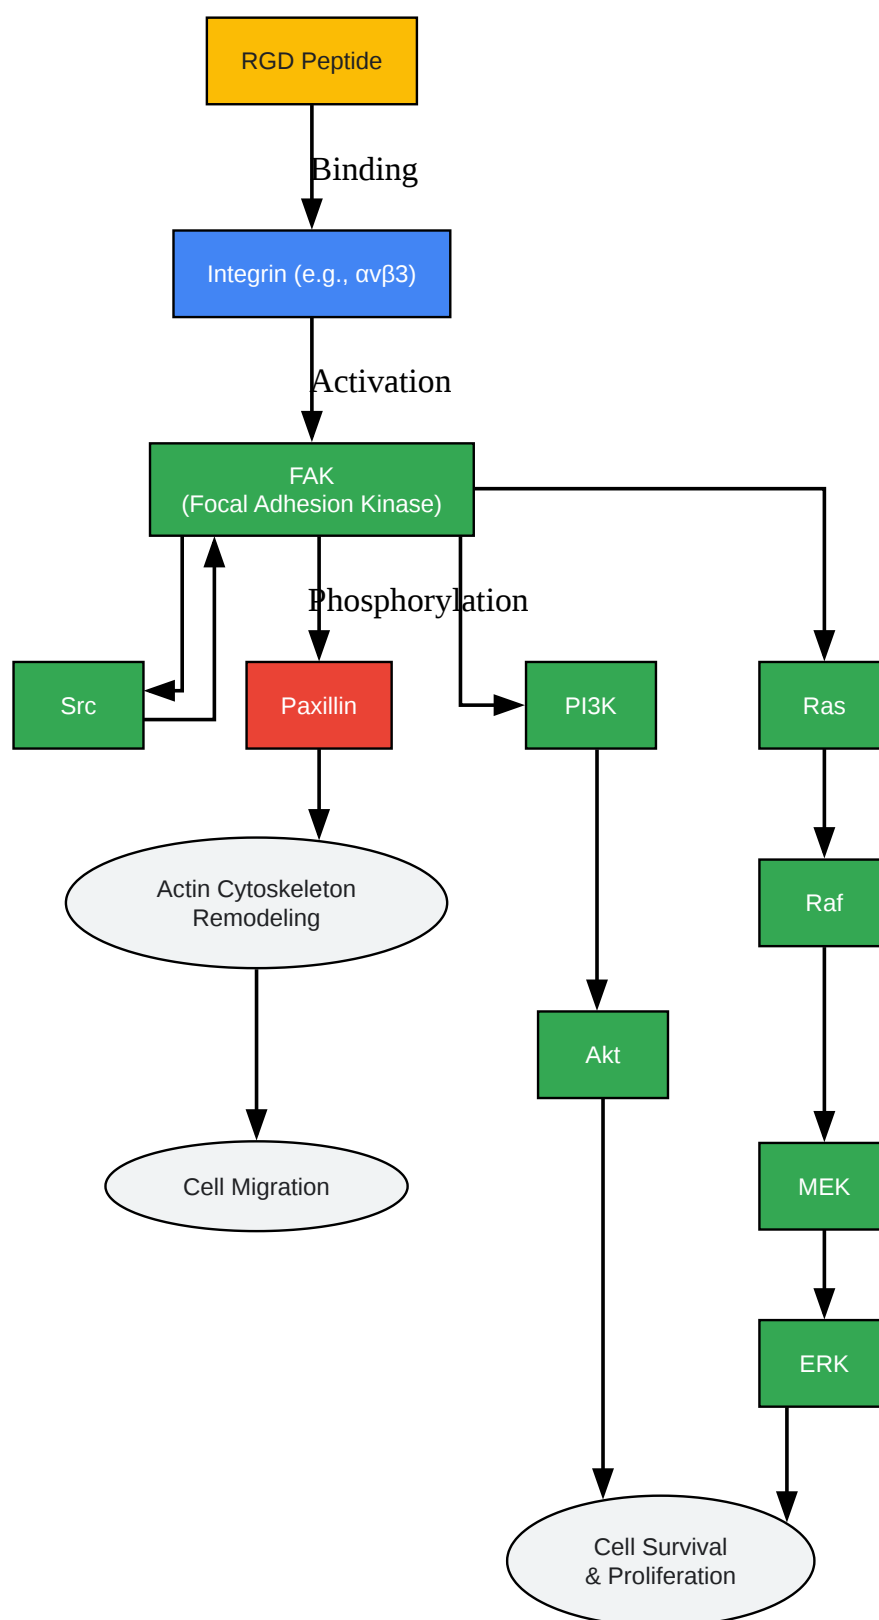 RGD Peptide
Binding
Integrin (e.g., αvβ3)
Activation
FAK
(Focal Adhesion Kinase)
Phosphorylation
Src
Paxillin
PI3K
Ras
Actin Cytoskeleton
Remodeling
Raf
Akt
Cell Migration
MEK
ERK
Cell Survival
& Proliferation